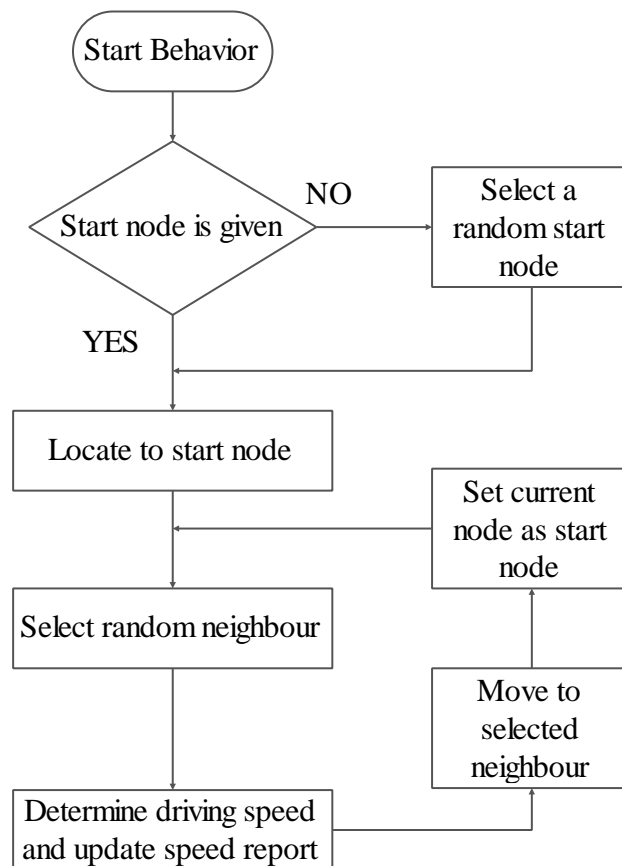 Start Behavior
Start node is given
NO
Select a
random start
node
YES
Locate to start node
Set current
node as start
node
Select random neighbour
Move to
selected
neighbour
Determine driving speed
and update speed report